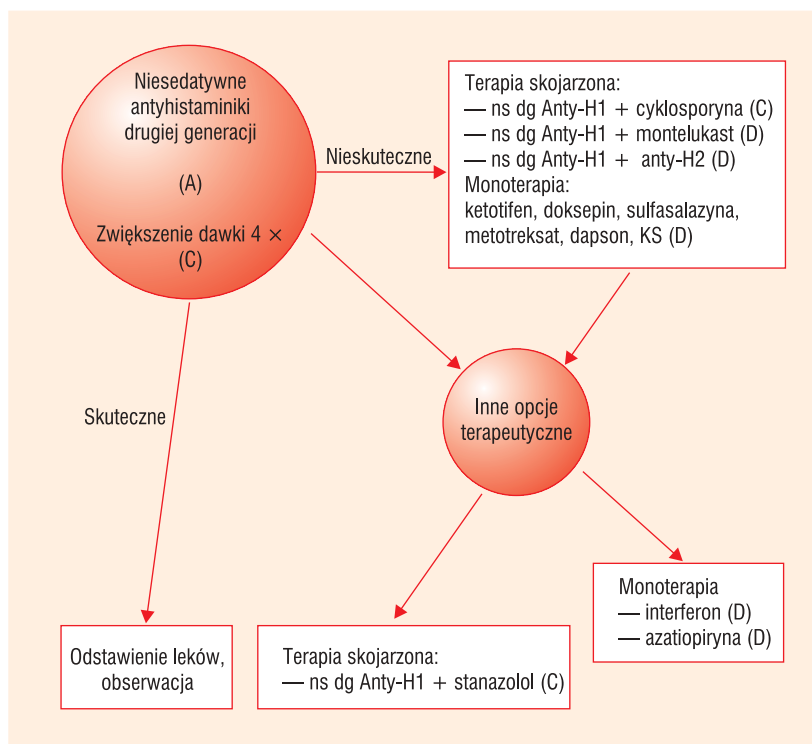 Niesedatywne
antyhistaminiki
drugiej generacji
(A)
Zwiększenie dawki 4 ×
(C)
Nieskuteczne
Terapia skojarzona:
— ns dg Anty-H1 + cyklosporyna (C)
— ns dg Anty-H1 + montelukast (D)
— ns dg Anty-H1 + anty-H2 (D)
Monoterapia:
ketotifen, doksepin, sulfasalazyna,
metotreksat, dapson, KS (D)
Skuteczne
Inne opcje
terapeutyczne
Odstawienie leków,
obserwacja
Terapia skojarzona:
— ns dg Anty-H1 + stanazolol (C)
Monoterapia
— interferon (D)
— azatiopiryna (D)